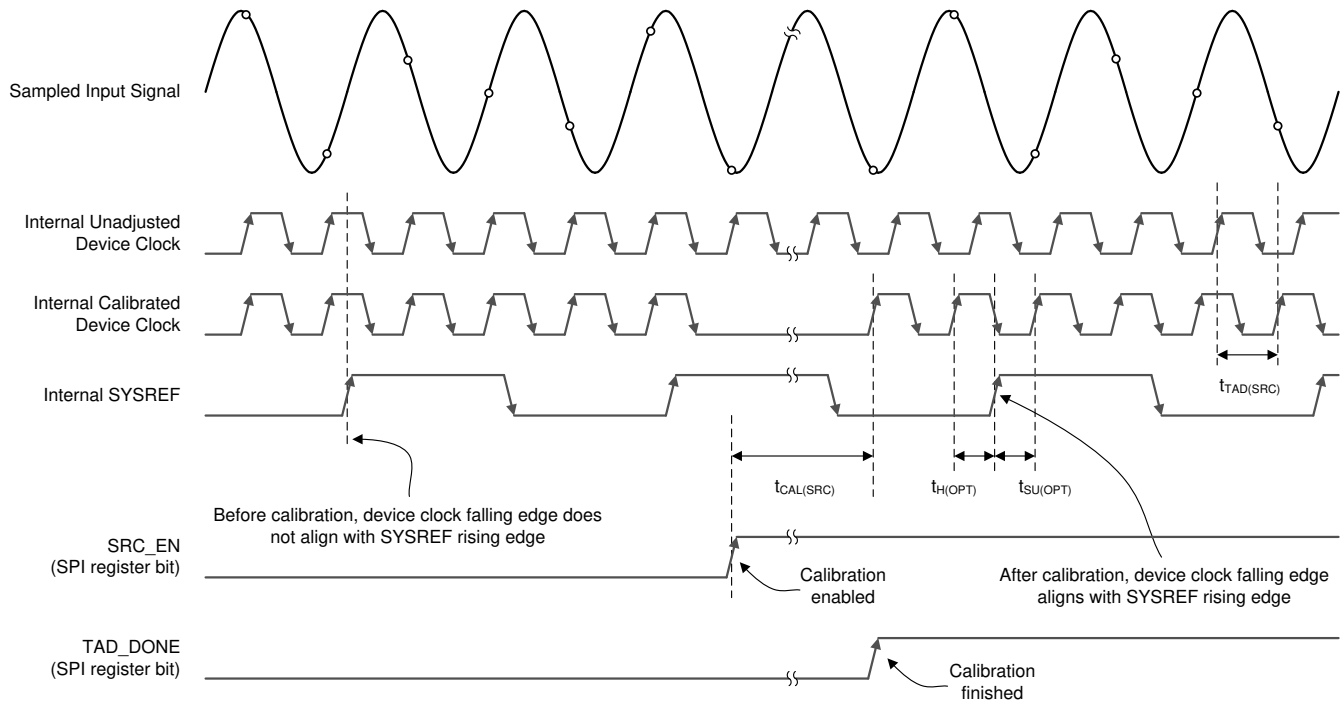 Sampled Input Signal
Internal Unadjusted
Device Clock
Internal Calibrated
Device Clock
tTAD(SRC)
Internal SYSREF
tCAL(SRC)
tH(OPT)
tSU(OPT)
Before calibration, device clock falling edge does
not align with SYSREF rising edge
SRC_EN
(SPI register bit)
Calibration
enabled
After calibration, device clock falling edge
aligns with SYSREF rising edge
TAD_DONE
(SPI register bit)
Calibration
finished